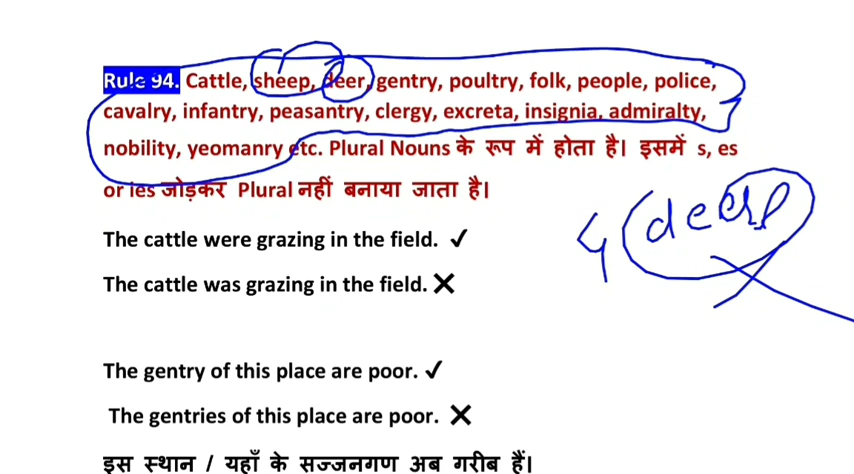 Rule 94. Cattle, sheep, deer, gentry, poultry, folk, people, police,
cavalry, infantry, peasantry, clergy, excreta, insignia, admiralty,
nobility, yeomanry etc. Plural Nouns के रूप में होता है। इसमें s, es
or ies जोड़कर Plural नहीं बनाया जाता है।
4 deers
The cattle were grazing in the field. ✓
The cattle was grazing in the field. ✗
The gentry of this place are poor. ✓
The gentries of this place are poor. ✗
इस स्थान / यहाँ के सज्जनगण अब गरीब हैं।